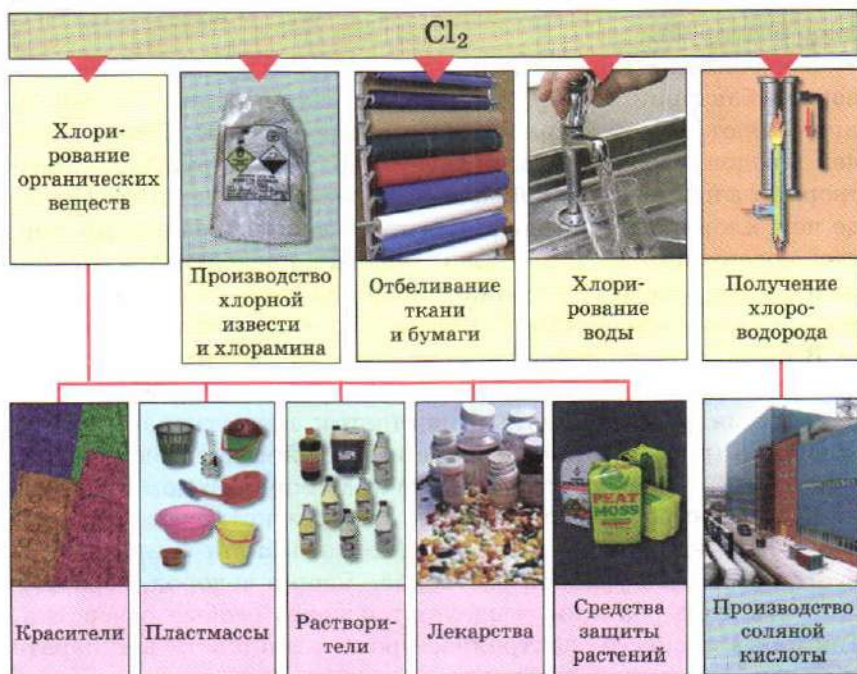 Cl₂
Хлори-
рование
органических
веществ
Производство
хлорной
извести
и хлорамина
Отбеливание
ткани
и бумаги
Хлори-
рование
воды
Получение
хлоро-
водорода
PEAT
MOSS
Красители
Пластмассы
Раствори-
тели
Лекарства
Средства
защиты
растений
Производство
соляной
кислоты